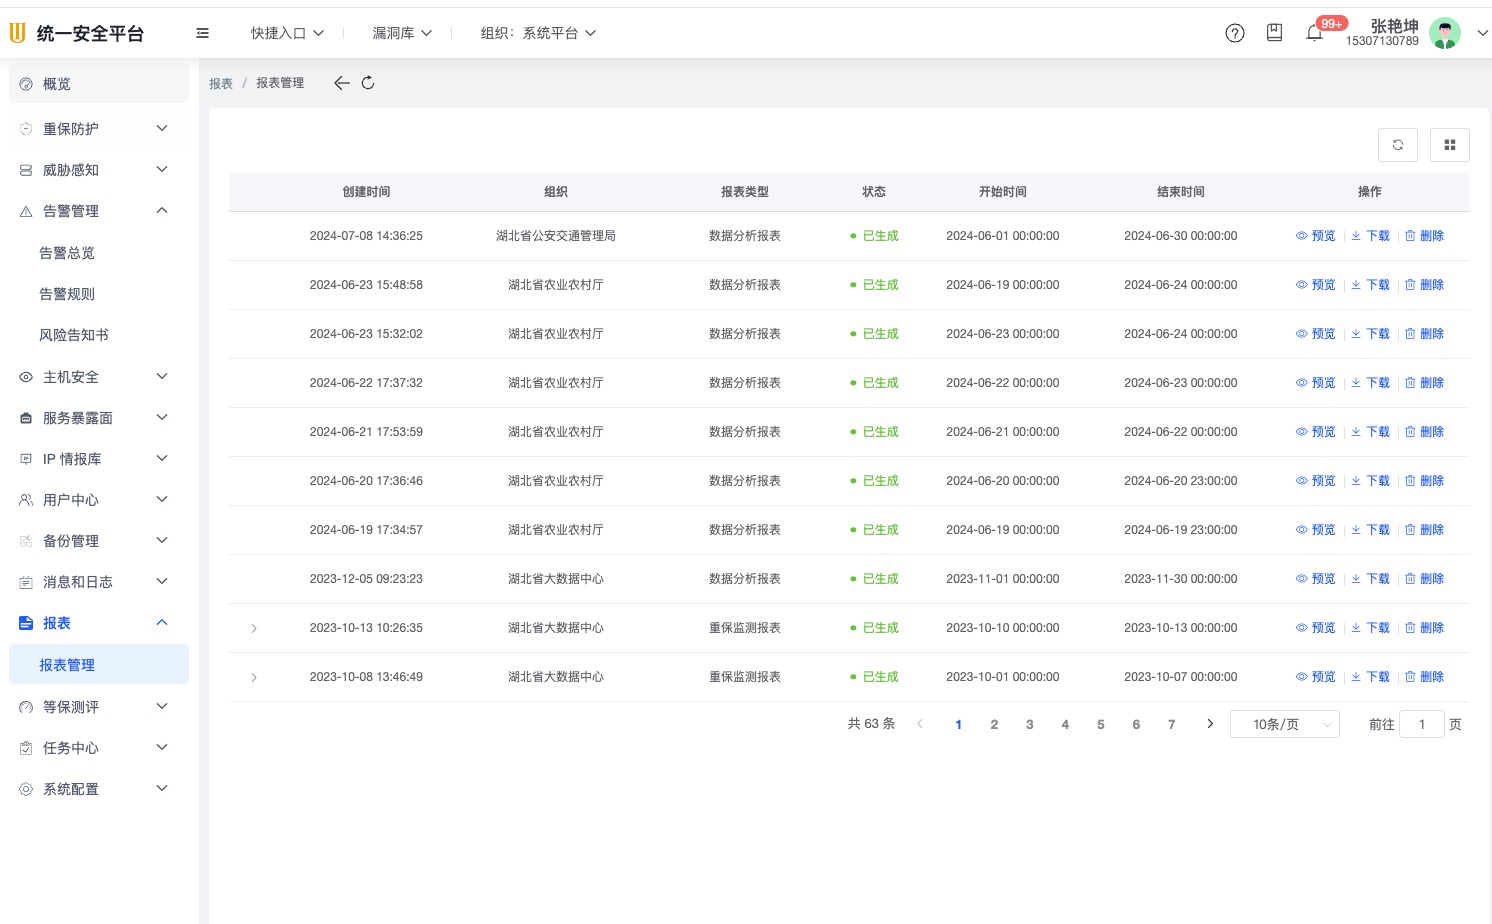 统一安全平台
快捷入口
漏洞库
组织：系统平台
99+
张艳坤
15307130789
概览
重保防护
威胁感知
告警管理
告警总览
告警规则
风险告知书
主机安全
服务暴露面
IP 情报库
用户中心
备份管理
消息和日志
报表
报表管理
等保测评
任务中心
系统配置
报表 / 报表管理
创建时间 组织 报表类型 状态 开始时间 结束时间 操作
2024-07-08 14:36:25 湖北省公安交通管理局 数据分析报表 已生成 2024-06-01 00:00:00 2024-06-30 00:00:00 预览 下载 删除
2024-06-23 15:48:58 湖北省农业农村厅 数据分析报表 已生成 2024-06-19 00:00:00 2024-06-24 00:00:00 预览 下载 删除
2024-06-23 15:32:02 湖北省农业农村厅 数据分析报表 已生成 2024-06-23 00:00:00 2024-06-24 00:00:00 预览 下载 删除
2024-06-22 17:37:32 湖北省农业农村厅 数据分析报表 已生成 2024-06-22 00:00:00 2024-06-23 00:00:00 预览 下载 删除
2024-06-21 17:53:59 湖北省农业农村厅 数据分析报表 已生成 2024-06-21 00:00:00 2024-06-22 00:00:00 预览 下载 删除
2024-06-20 17:36:46 湖北省农业农村厅 数据分析报表 已生成 2024-06-20 00:00:00 2024-06-20 23:00:00 预览 下载 删除
2024-06-19 17:34:57 湖北省农业农村厅 数据分析报表 已生成 2024-06-19 00:00:00 2024-06-19 23:00:00 预览 下载 删除
2023-12-05 09:23:23 湖北省大数据中心 数据分析报表 已生成 2023-11-01 00:00:00 2023-11-30 00:00:00 预览 下载 删除
2023-10-13 10:26:35 湖北省大数据中心 重保监测报表 已生成 2023-10-10 00:00:00 2023-10-13 00:00:00 预览 下载 删除
2023-10-08 13:46:49 湖北省大数据中心 重保监测报表 已生成 2023-10-01 00:00:00 2023-10-07 00:00:00 预览 下载 删除
共 63 条 1 2 3 4 5 6 7 10条/页 前往 1 页